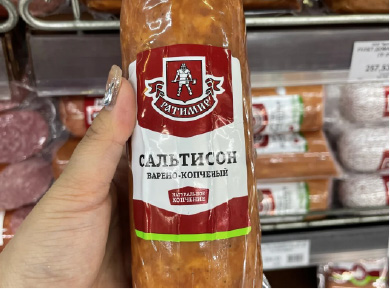 РАТИМИР
САЛЬТИСОН
ВАРЕНО-КОПЧЕНЫЙ
НАТУРАЛЬНОЕ
КОПЧЕНИЕ